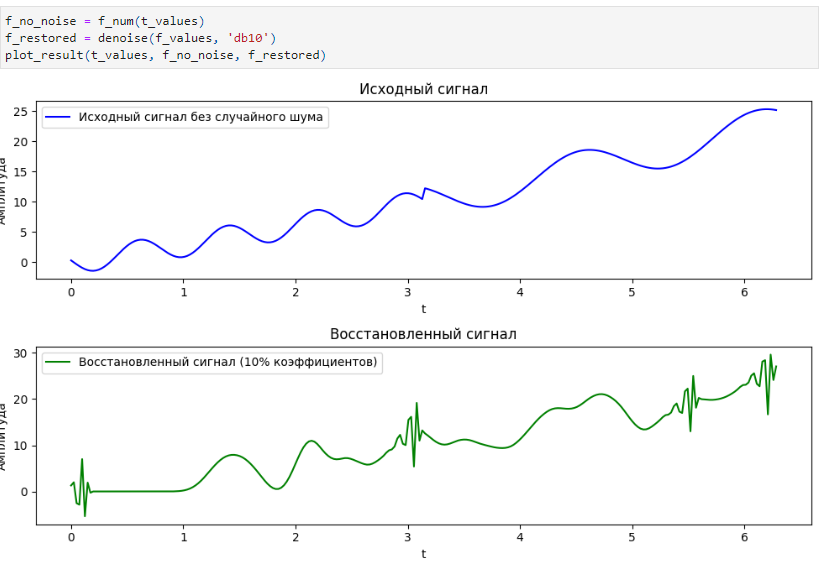 f_no_noise = f_num(t_values)
f_restored = denoise(f_values, 'db10')
plot_result(t_values, f_no_noise, f_restored)
Исходный сигнал
Исходный сигнал без случайного шума
Амплитуда
25
20
15
10
5
0
0 1 2 3 4 5 6
t
Восстановленный сигнал
Восстановленный сигнал (10% коэффициентов)
Амплитуда
30
20
10
0
0 1 2 3 4 5 6
t